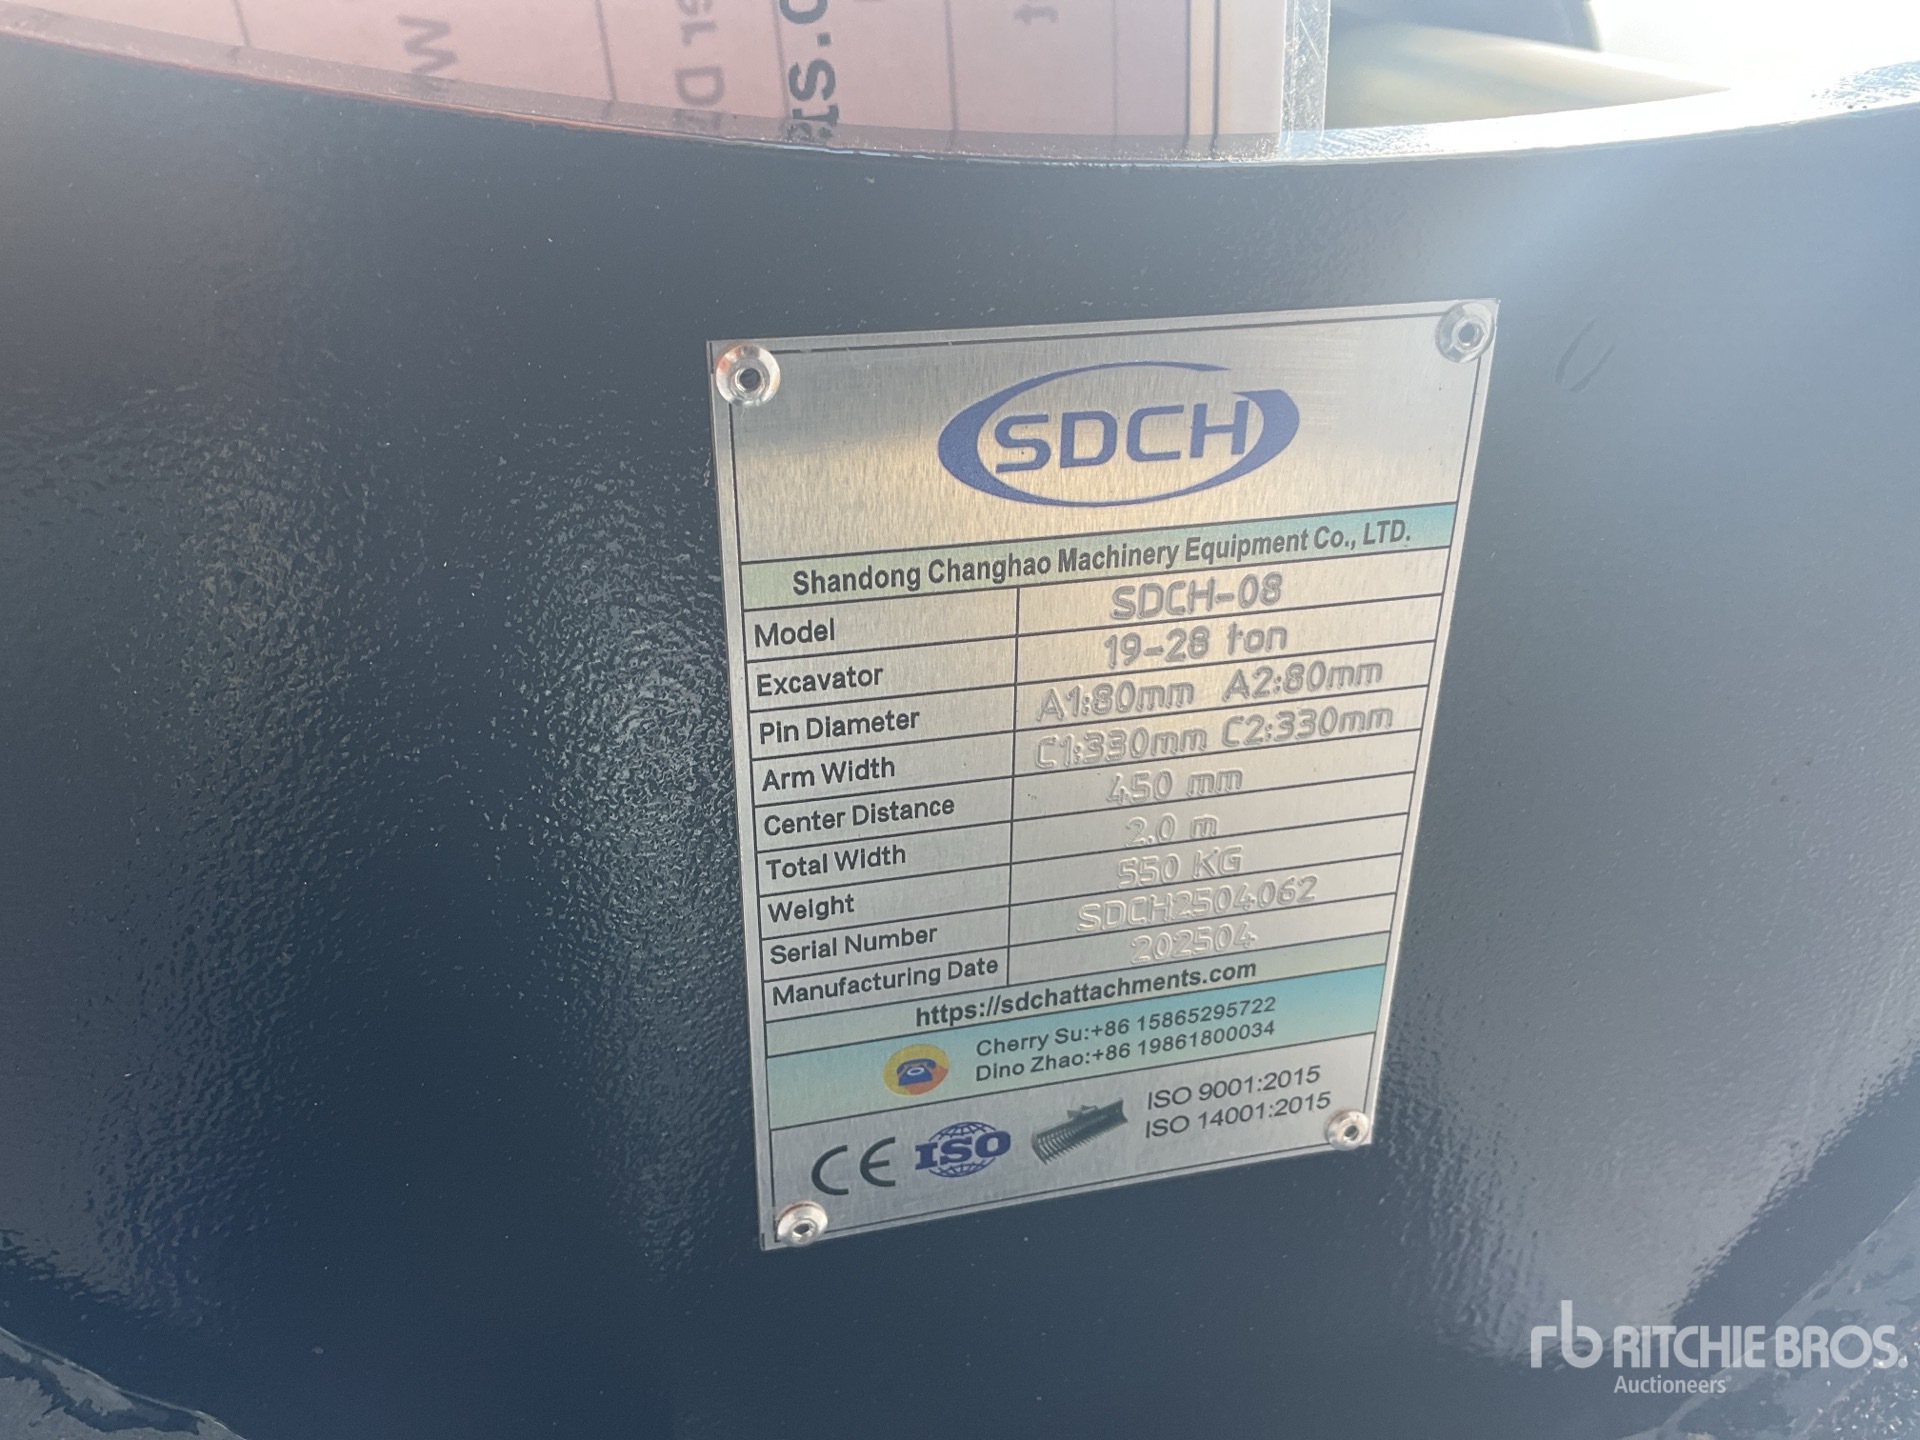 SDCH
Shandong Changhao Machinery Equipment Co., LTD.
Model SDCH-08
Excavator 19-28 ton
Pin Diameter A1:80mm A2:80mm
Arm Width C1:330mm C2:330mm
Center Distance 450 mm
Total Width 2.0 m
Weight 550 KG
Serial Number SDCH2504062
Manufacturing Date 202504
https://sdchattachments.com
Cherry Su:+86 15865295722
Dino Zhao:+86 19861800034
CE ISO ISO 9001:2015
ISO 14001:2015
rb RITCHIE BROS.
Auctioneers